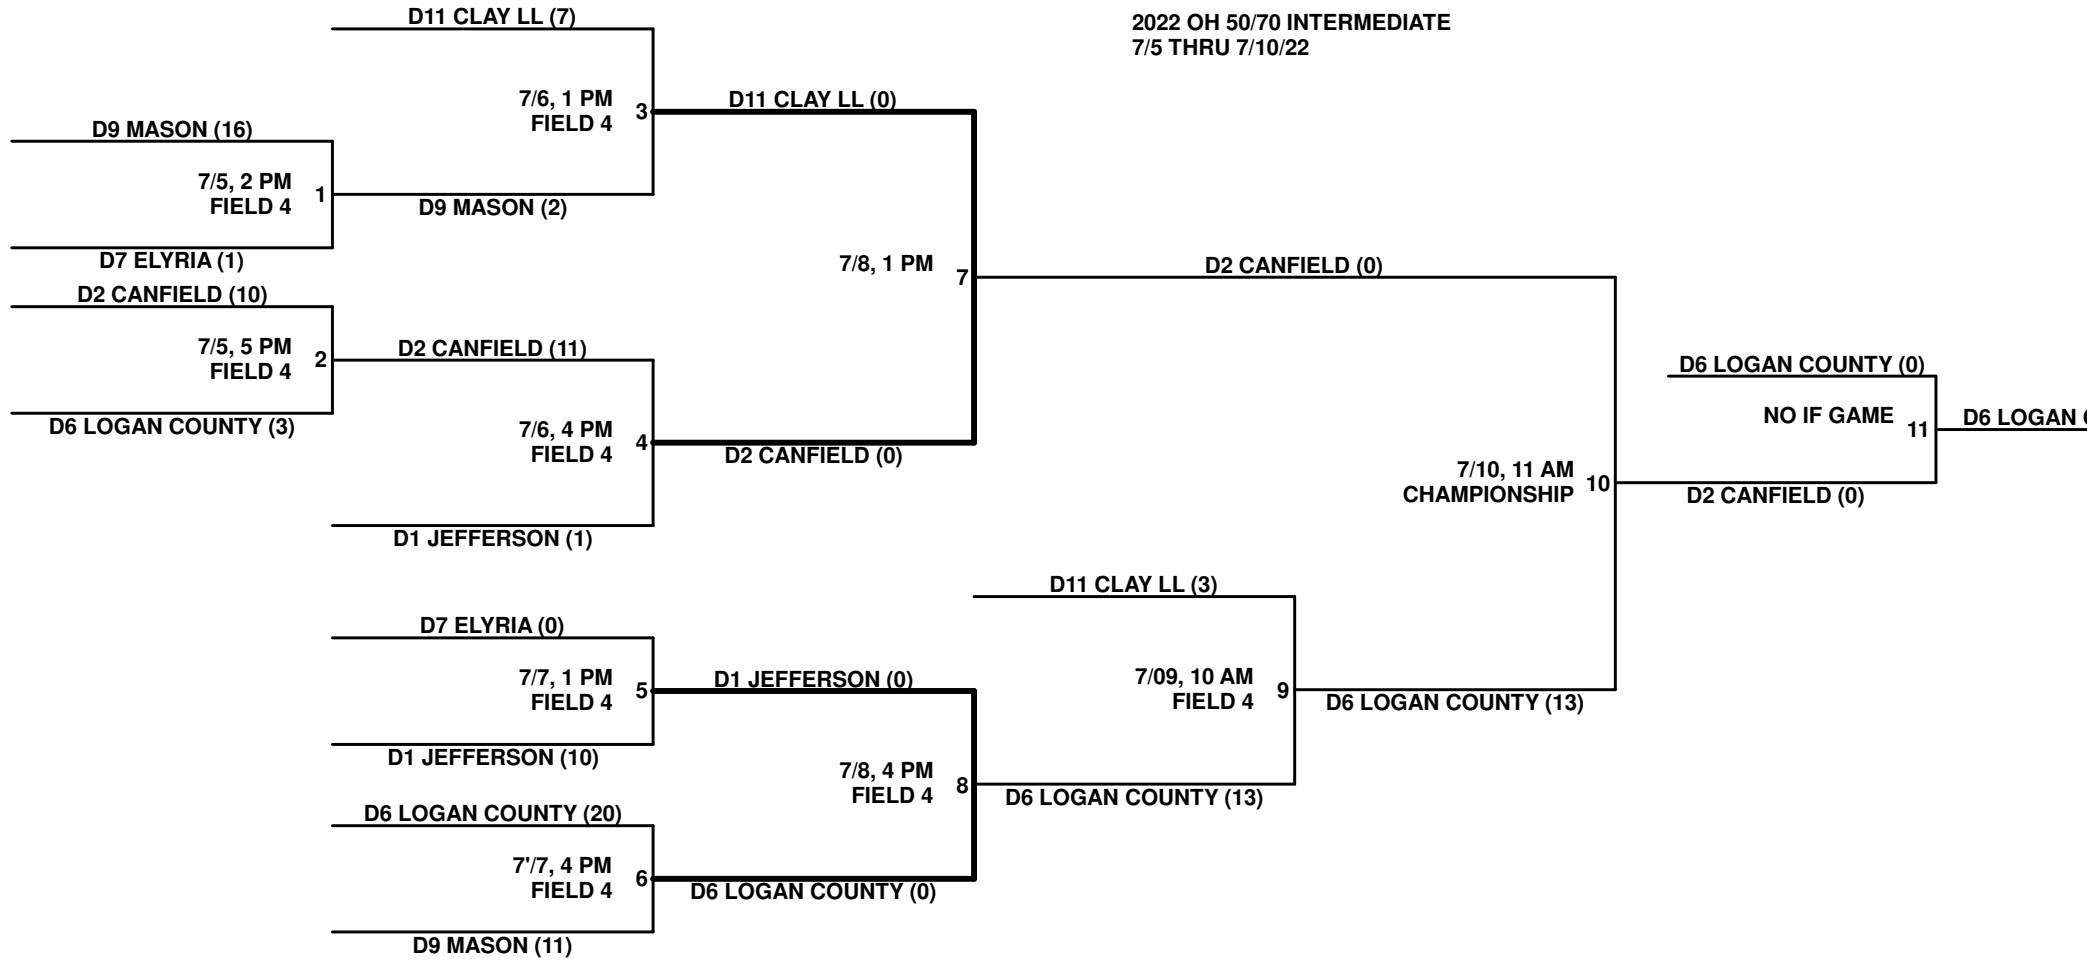 2022 OH 50/70 INTERMEDIATE
7/5 THRU 7/10/22
D11 CLAY LL (7)
7/6, 1 PM
FIELD 4
3
D11 CLAY LL (0)
D9 MASON (16)
7/5, 2 PM
FIELD 4
1
D9 MASON (2)
D7 ELYRIA (1)
D2 CANFIELD (10)
7/5, 5 PM
FIELD 4
2
D2 CANFIELD (11)
D6 LOGAN COUNTY (3)
7/6, 4 PM
FIELD 4
4
D2 CANFIELD (0)
D1 JEFFERSON (1)
7/8, 1 PM
7
D2 CANFIELD (0)
D6 LOGAN COUNTY (0)
NO IF GAME
11
D6 LOGAN
7/10, 11 AM
CHAMPIONSHIP
10
D2 CANFIELD (0)
D7 ELYRIA (0)
7/7, 1 PM
FIELD 4
5
D1 JEFFERSON (0)
D1 JEFFERSON (10)
D11 CLAY LL (3)
7/09, 10 AM
FIELD 4
9
D6 LOGAN COUNTY (13)
7/8, 4 PM
FIELD 4
8
D6 LOGAN COUNTY (13)
D6 LOGAN COUNTY (20)
7'/7, 4 PM
FIELD 4
6
D6 LOGAN COUNTY (0)
D9 MASON (11)